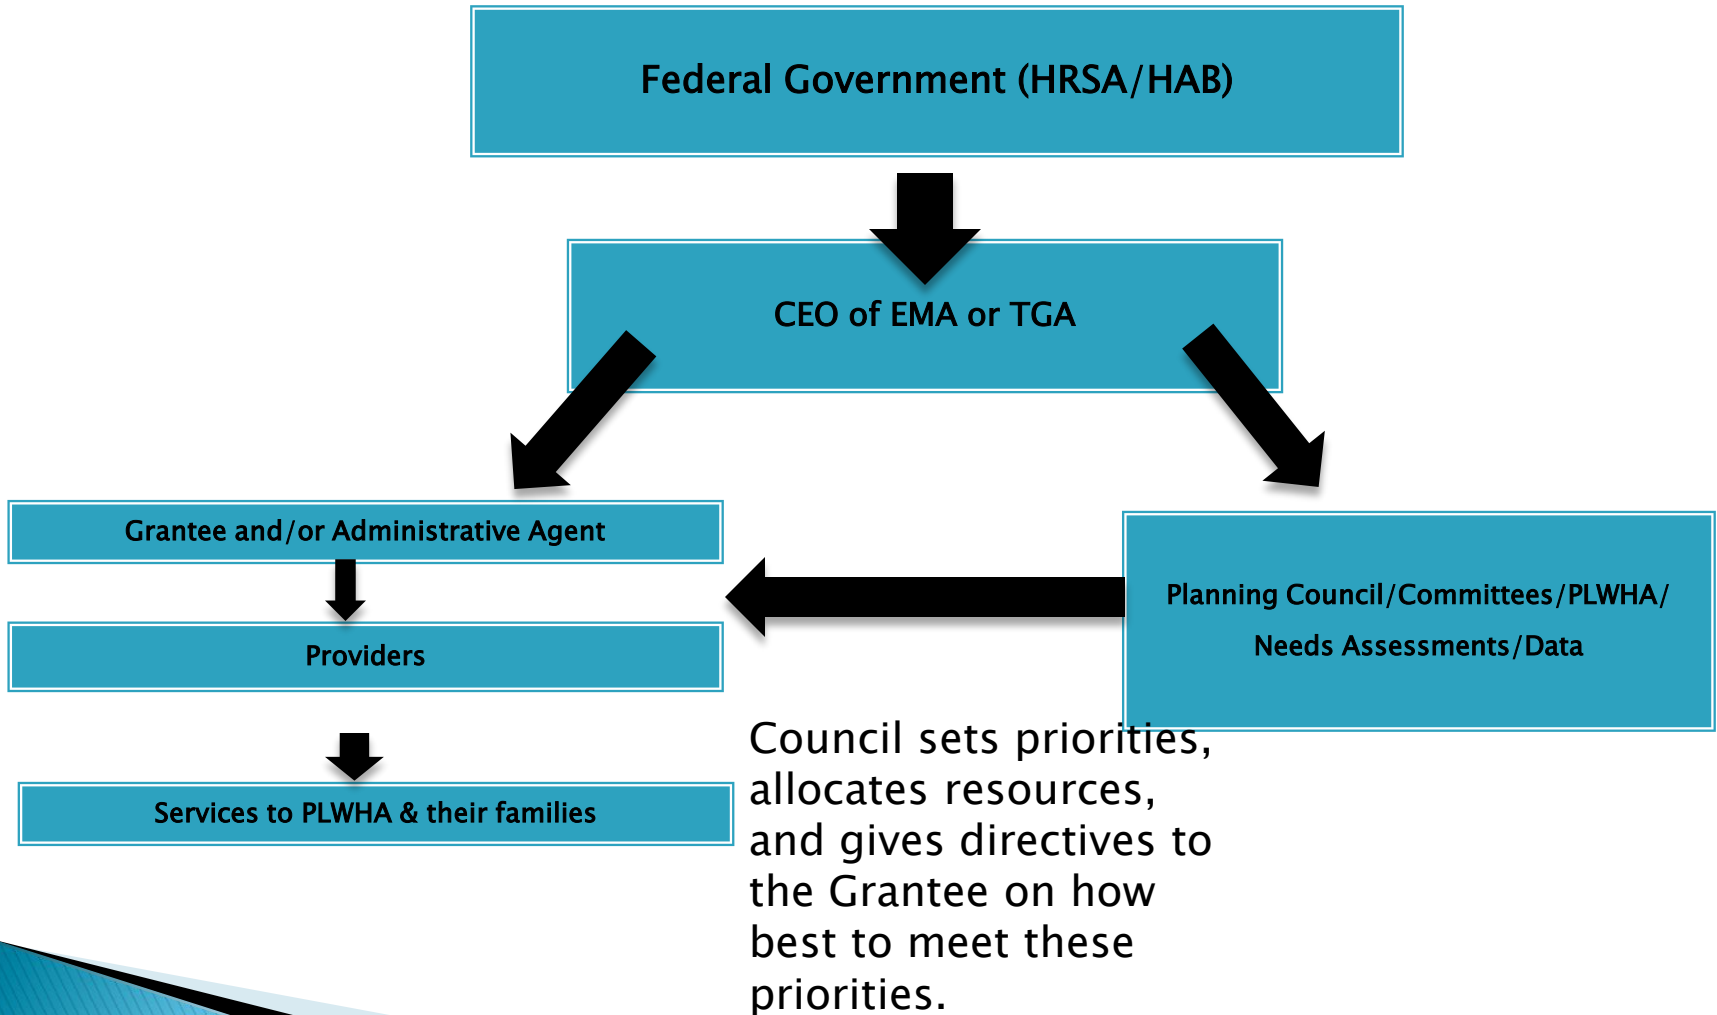 Federal Government (HRSA/HAB)
CEO of EMA or TGA
Grantee and/or Administrative Agent
Providers
Services to PLWHA & their families
Planning Council/Committees/PLWHA/
Needs Assessments/Data
Council sets priorities,
allocates resources,
and gives directives to
the Grantee on how
best to meet these
priorities.